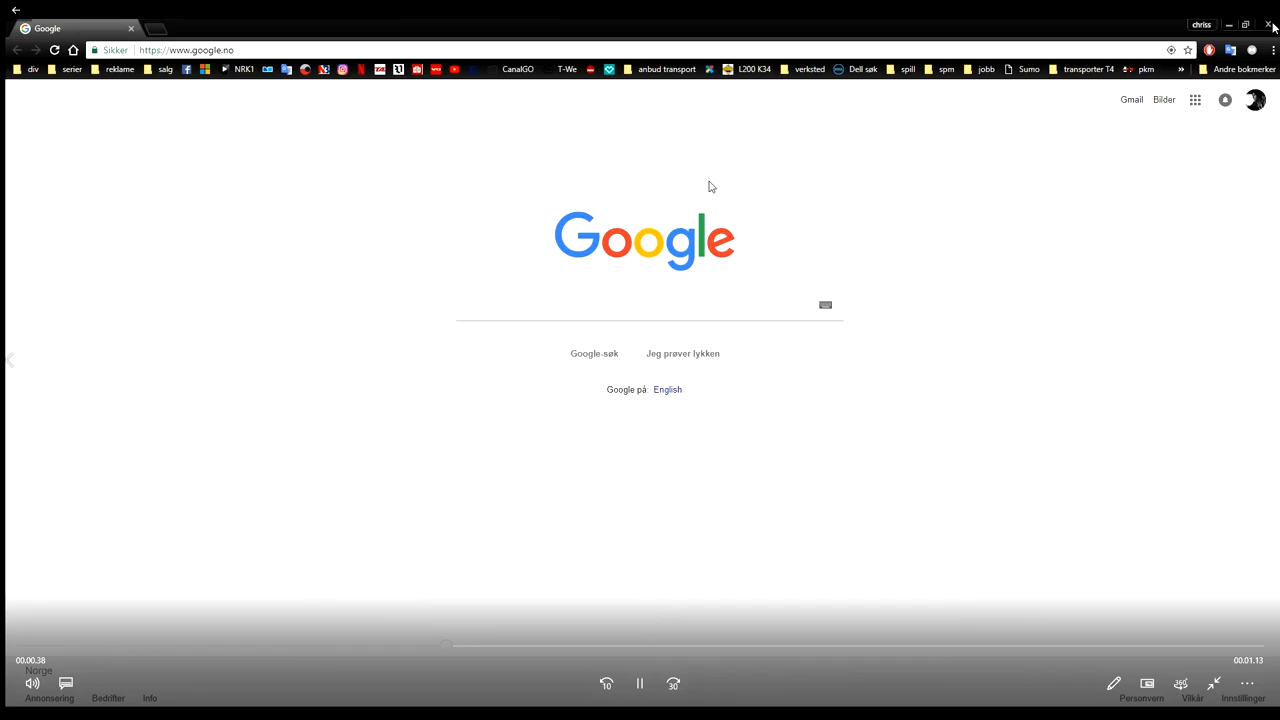 Google
chriss
Sikker https://www.google.no
div serier reklame salg NRK1 CanalGO T-We anbud transport L200 K34 verksted Dell søk spill spm jobb Sumo transporter T4 pkm » Andre bokmerker
Gmail Bilder
Google
Google-søk Jeg prøver lykken
Google på: English
00.00.38 00.01.13
Norge
10 30 360
Annonsering Bedrifter Info Personvern Vilkår Innstillinger